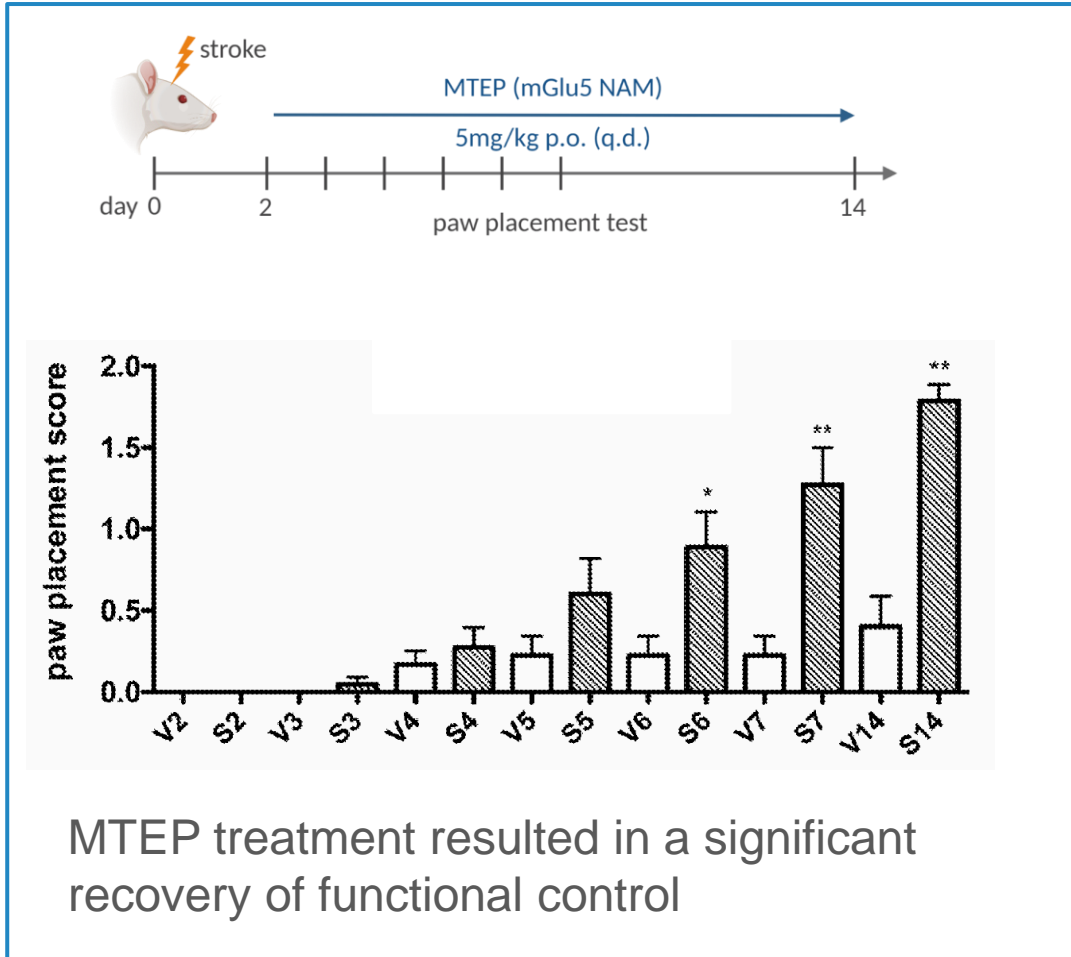 stroke
MTEP (mGlu5 NAM)
5mg/kg p.o. (q.d.)
day 0 2 14
paw placement test
paw placement score
2.0
**
**
1.5
*
1.0
0.5
0.0
V2 S2 V3 S3 V4 S4 V5 S5 V6 S6 V7 S7 V14 S14
MTEP treatment resulted in a significant
recovery of functional control